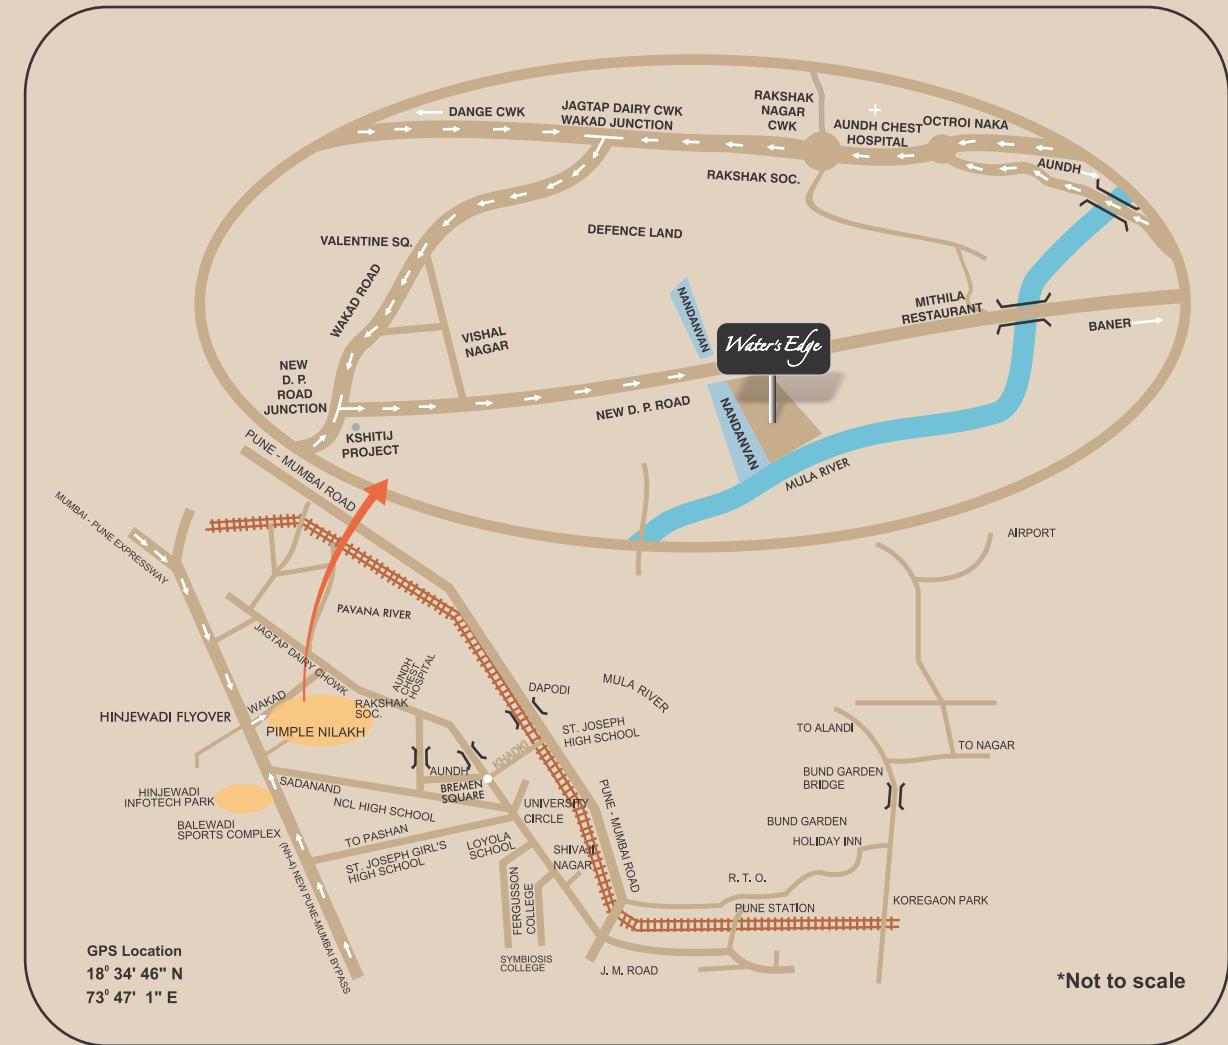 DANGE CWK
JAGTAP DAIRY CWK
WAKAD JUNCTION
RAKSHAK
NAGAR
CWK
AUNDH CHEST
HOSPITAL
OCTROI NAKA
AUNDH
RAKSHAK SOC.
VALENTINE SQ.
DEFENCE LAND
WAKAD ROAD
NANDANVAN
MITHILA
RESTAURANT
BANER
VISHAL
NAGAR
Water's Edge
NEW
D. P.
ROAD
JUNCTION
NEW D. P. ROAD
NANDANVAN
KSHITIJ
PROJECT
MULA RIVER
PUNE - MUMBAI ROAD
MUMBAI - PUNE EXPRESSWAY
AIRPORT
PAVANA RIVER
JAGTAP DAIRY CHOWK
AUNDH
CHEST
HOSPITAL
DAPODI
MULA RIVER
WAKAD
RAKSHAK
SOC.
HINJEWADI FLYOVER
PIMPLE NILAKH
ST. JOSEPH
HIGH SCHOOL
TO ALANDI
TO NAGAR
KHADKI
AUNDH
BREMEN
SQUARE
SADANAND
BUND GARDEN
BRIDGE
HINJEWADI
INFOTECH PARK
NCL HIGH SCHOOL
UNIVERSITY
CIRCLE
PUNE - MUMBAI ROAD
BALEWADI
SPORTS COMPLEX
TO PASHAN
BUND GARDEN
HOLIDAY INN
ST. JOSEPH GIRL'S
HIGH SCHOOL
LOYOLA
SCHOOL
SHIVAJI
NAGAR
(NH-4) NEW PUNE-MUMBAI BYPASS
FERGUSSON
COLLEGE
R. T. O.
PUNE STATION
KOREGAON PARK
SYMBIOSIS
COLLEGE
J. M. ROAD
GPS Location
18⁰ 34' 46" N
73⁰ 47' 1" E
*Not to scale